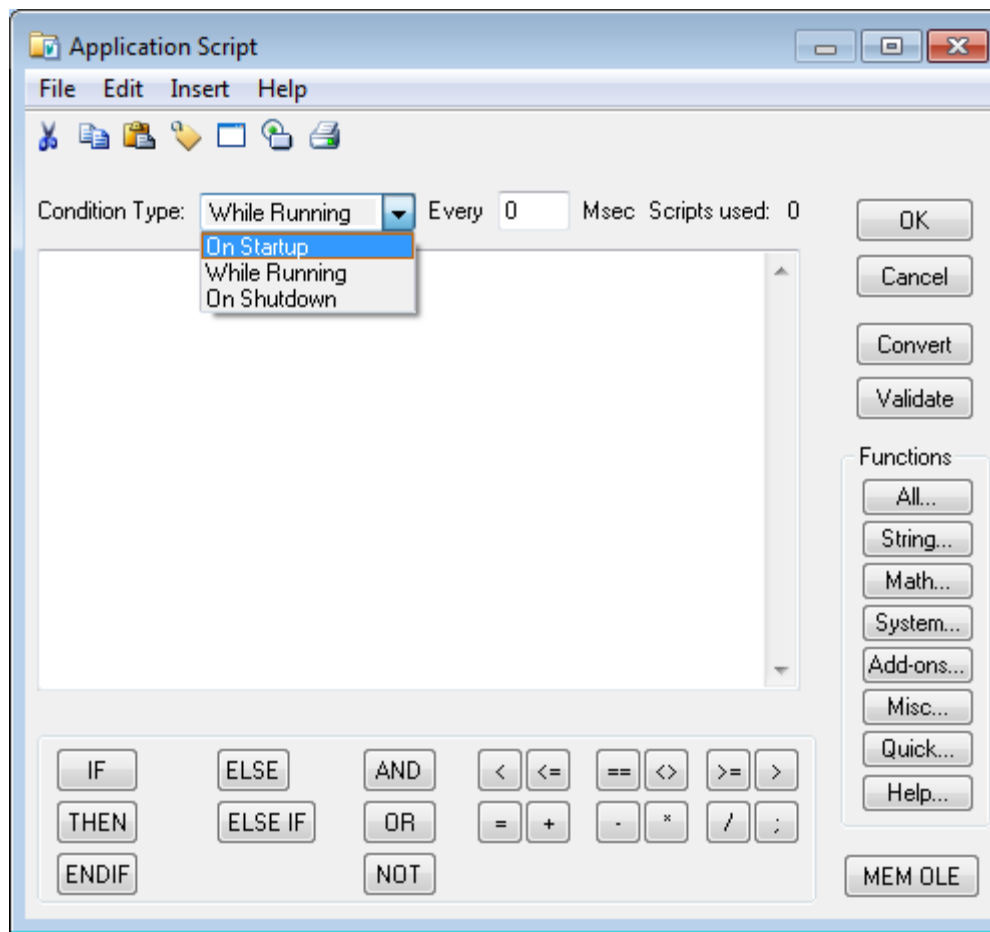 Application Script
File Edit Insert Help
Condition Type: While Running Every 0 Msec Scripts used: 0
On Startup
While Running
On Shutdown
OK
Cancel
Convert
Validate
Functions
All...
String...
Math...
System...
Add-ons...
Misc...
Quick...
Help...
IF ELSE AND < <= == <> >= >
THEN ELSE IF OR = + - * / ;
ENDIF NOT
MEM OLE